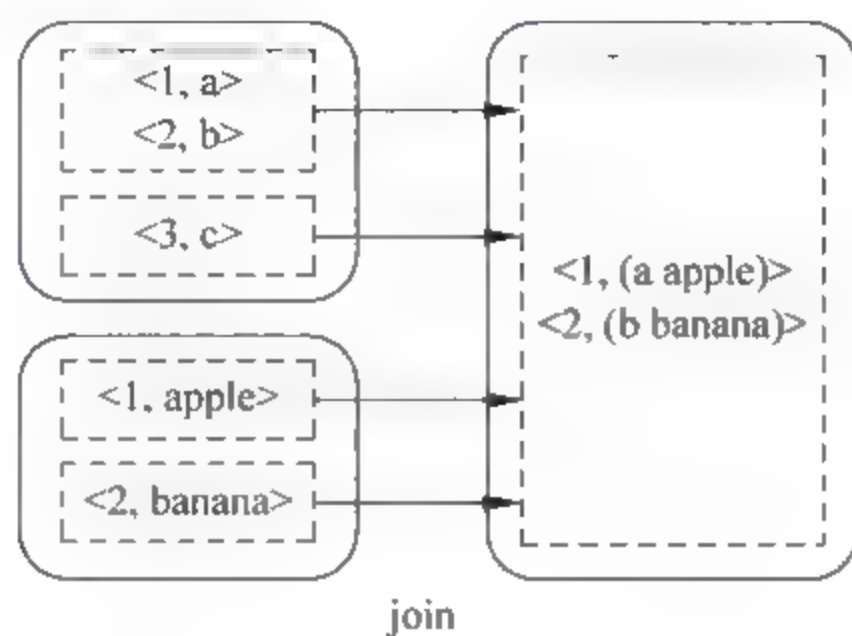 <1, a>
<2, b>
<3, c>
<1, apple>
<2, banana>
<1, (a apple)>
<2, (b banana)>
join